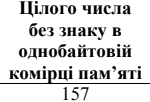 Цілого числа
без знаку в
однобайтовій
комірці пам’яті
157